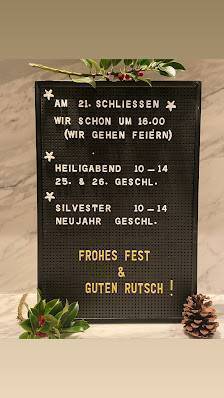 AM 21. SCHLIESSEN
WIR SCHON UM 16.00
(WIR GEHEN FEIERN)
HEILIGABEND 10-14
25. & 26. GESCHL.
SILVESTER 10-14
NEUJAHR GESCHL.
FROHES FEST
&
GUTEN RUTSCH!